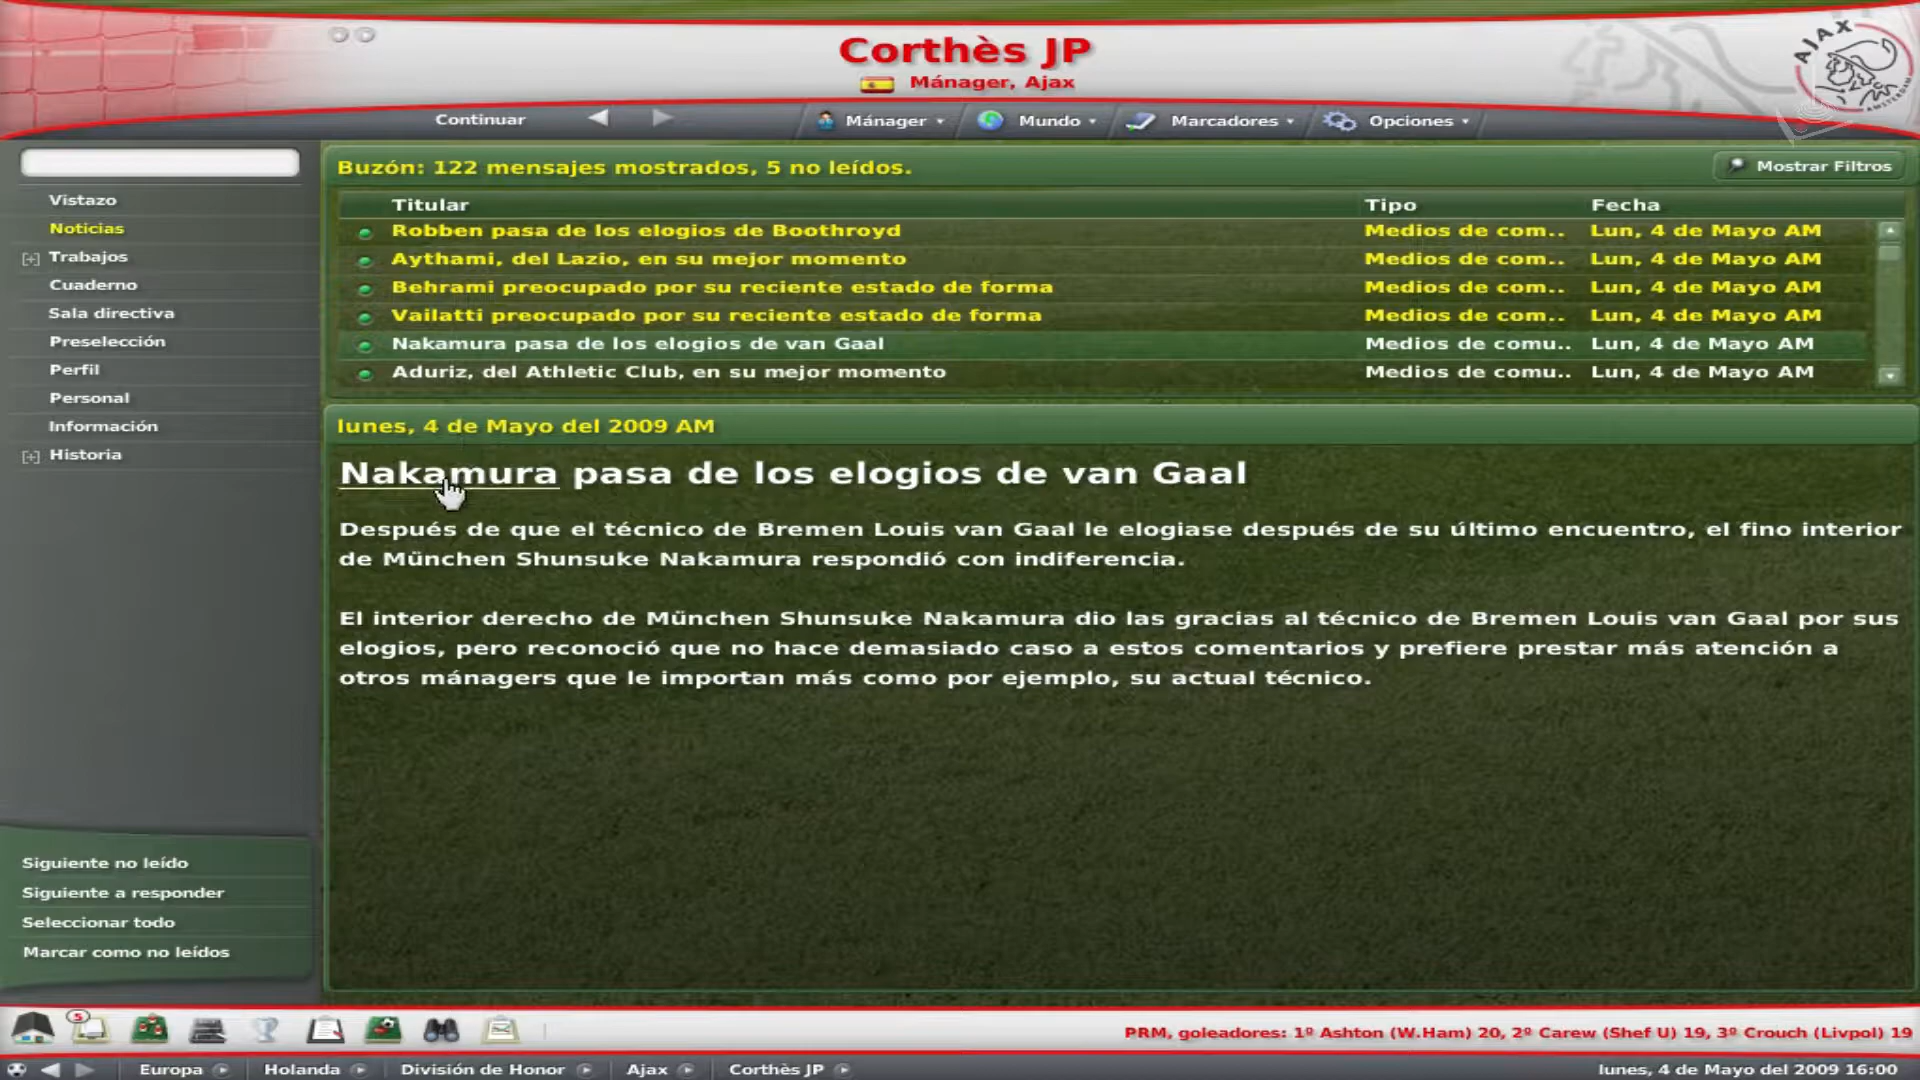 Corthès JP
Mánager, Ajax
AJAX
AMSTERDAM
Continuar
Mánager
Mundo
Marcadores
Opciones
Vistazo
Noticias
[+] Trabajos
Cuaderno
Sala directiva
Preselección
Perfil
Personal
Información
[+] Historia
Buzón: 122 mensajes mostrados, 5 no leídos.
Mostrar Filtros
Titular Tipo Fecha
Robben pasa de los elogios de Boothroyd Medios de com.. Lun, 4 de Mayo AM
Aythami, del Lazio, en su mejor momento Medios de com.. Lun, 4 de Mayo AM
Behrami preocupado por su reciente estado de forma Medios de com.. Lun, 4 de Mayo AM
Vailatti preocupado por su reciente estado de forma Medios de com.. Lun, 4 de Mayo AM
Nakamura pasa de los elogios de van Gaal Medios de comu.. Lun, 4 de Mayo AM
Aduriz, del Athletic Club, en su mejor momento Medios de comu.. Lun, 4 de Mayo AM
lunes, 4 de Mayo del 2009 AM
Nakamura pasa de los elogios de van Gaal
Después de que el técnico de Bremen Louis van Gaal le elogiase después de su último encuentro, el fino interior
de München Shunsuke Nakamura respondió con indiferencia.
El interior derecho de München Shunsuke Nakamura dio las gracias al técnico de Bremen Louis van Gaal por sus
elogios, pero reconoció que no hace demasiado caso a estos comentarios y prefiere prestar más atención a
otros mánagers que le importan más como por ejemplo, su actual técnico.
Siguiente no leído
Siguiente a responder
Seleccionar todo
Marcar como no leídos
5
PRM, goleadores: 1º Ashton (W.Ham) 20, 2º Carew (Shef U) 19, 3º Crouch (Livpol) 19
Europa
Holanda
División de Honor
Ajax
Corthès JP
lunes, 4 de Mayo del 2009 16:00